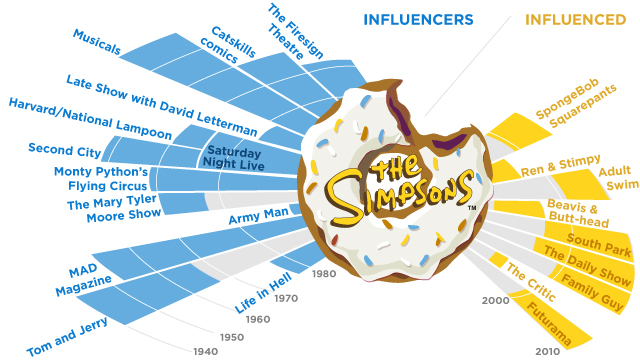 INFLUENCERS
INFLUENCED
Musicals
Catskills
comics
The Firesign
Theatre
Late Show with David Letterman
Harvard/National Lampoon
Second City
Saturday
Night Live
Monty Python's
Flying Circus
The Mary Tyler
Moore Show
Army Man
MAD
Magazine
Tom and Jerry
Life in Hell
1980
1970
1960
1950
1940
THE
SIMPSONS
TM
SpongeBob
Squarepants
Ren & Stimpy
Adult
Swim
Beavis &
Butt-head
South Park
The Daily Show
Family Guy
The Critic
Futurama
2000
2010